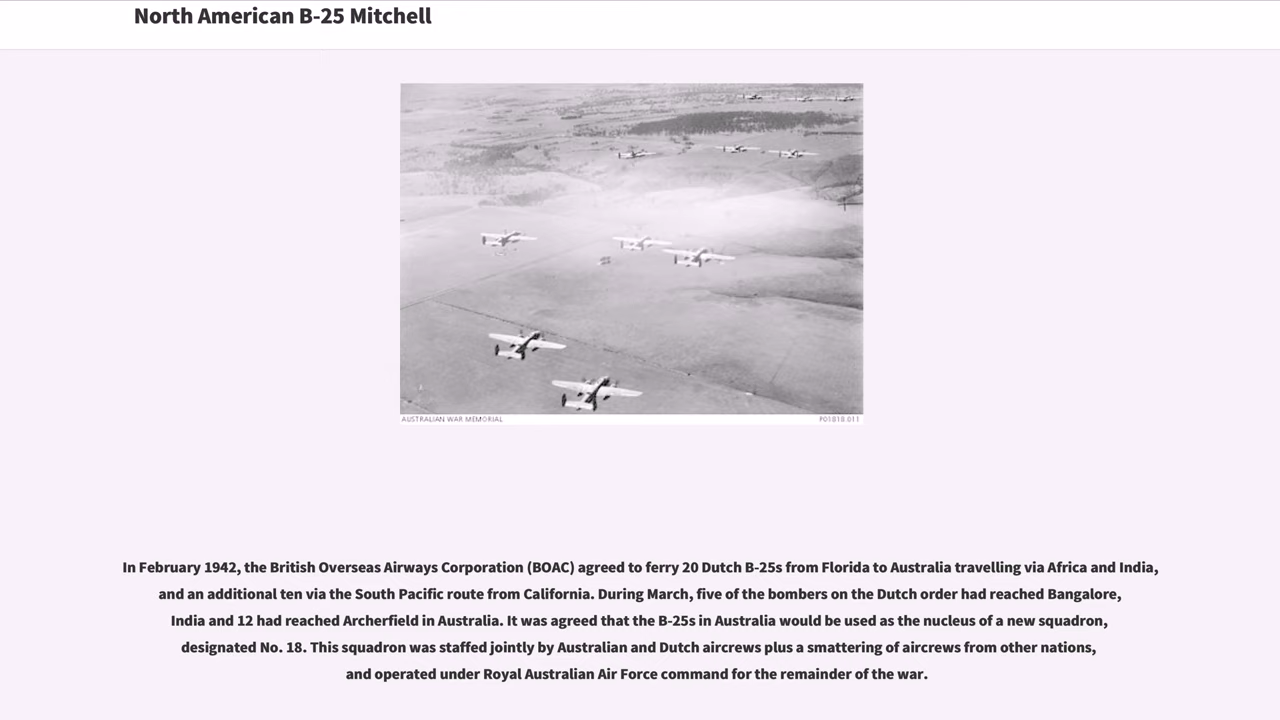 North American B-25 Mitchell
AUSTRALIAN WAR MEMORIAL
P01818.011
In February 1942, the British Overseas Airways Corporation (BOAC) agreed to ferry 20 Dutch B-25s from Florida to Australia travelling via Africa and India,
and an additional ten via the South Pacific route from California. During March, five of the bombers on the Dutch order had reached Bangalore,
India and 12 had reached Archerfield in Australia. It was agreed that the B-25s in Australia would be used as the nucleus of a new squadron,
designated No. 18. This squadron was staffed jointly by Australian and Dutch aircrews plus a smattering of aircrews from other nations,
and operated under Royal Australian Air Force command for the remainder of the war.